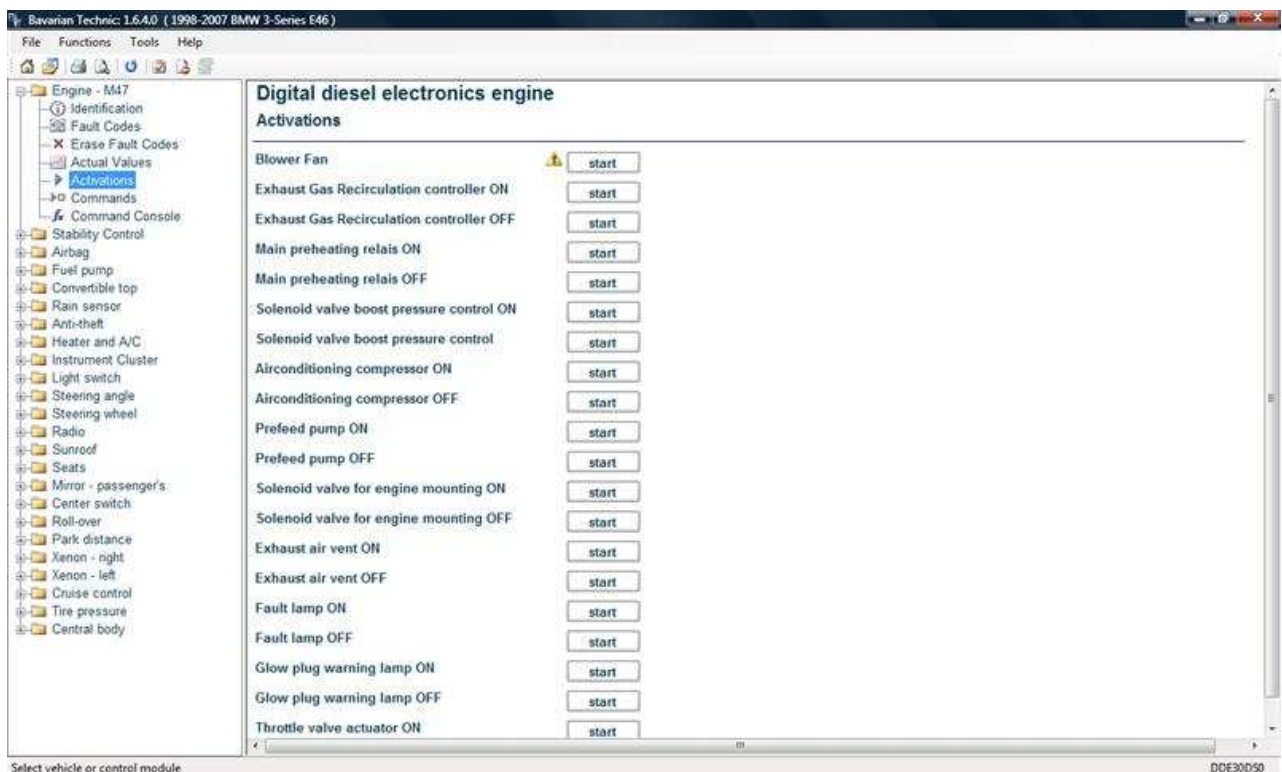 Bavarian Technic: 1.6.4.0 ( 1998-2007 BMW 3-Series E46 )
File Functions Tools Help
Engine - M47
Identification
Fault Codes
Erase Fault Codes
Actual Values
Activations
Commands
Command Console
Stability Control
Airbag
Fuel pump
Convertible top
Rain sensor
Anti-theft
Heater and A/C
Instrument Cluster
Light switch
Steering angle
Steering wheel
Radio
Sunroof
Seats
Mirror - passenger's
Center switch
Roll-over
Park distance
Xenon - right
Xenon - left
Cruise control
Tire pressure
Central body
Digital diesel electronics engine
Activations
Blower Fan start
Exhaust Gas Recirculation controller ON start
Exhaust Gas Recirculation controller OFF start
Main preheating relais ON start
Main preheating relais OFF start
Solenoid valve boost pressure control ON start
Solenoid valve boost pressure control start
Airconditioning compressor ON start
Airconditioning compressor OFF start
Prefeed pump ON start
Prefeed pump OFF start
Solenoid valve for engine mounting ON start
Solenoid valve for engine mounting OFF start
Exhaust air vent ON start
Exhaust air vent OFF start
Fault lamp ON start
Fault lamp OFF start
Glow plug warning lamp ON start
Glow plug warning lamp OFF start
Throttle valve actuator ON start
Select vehicle or control module DDE30DS0